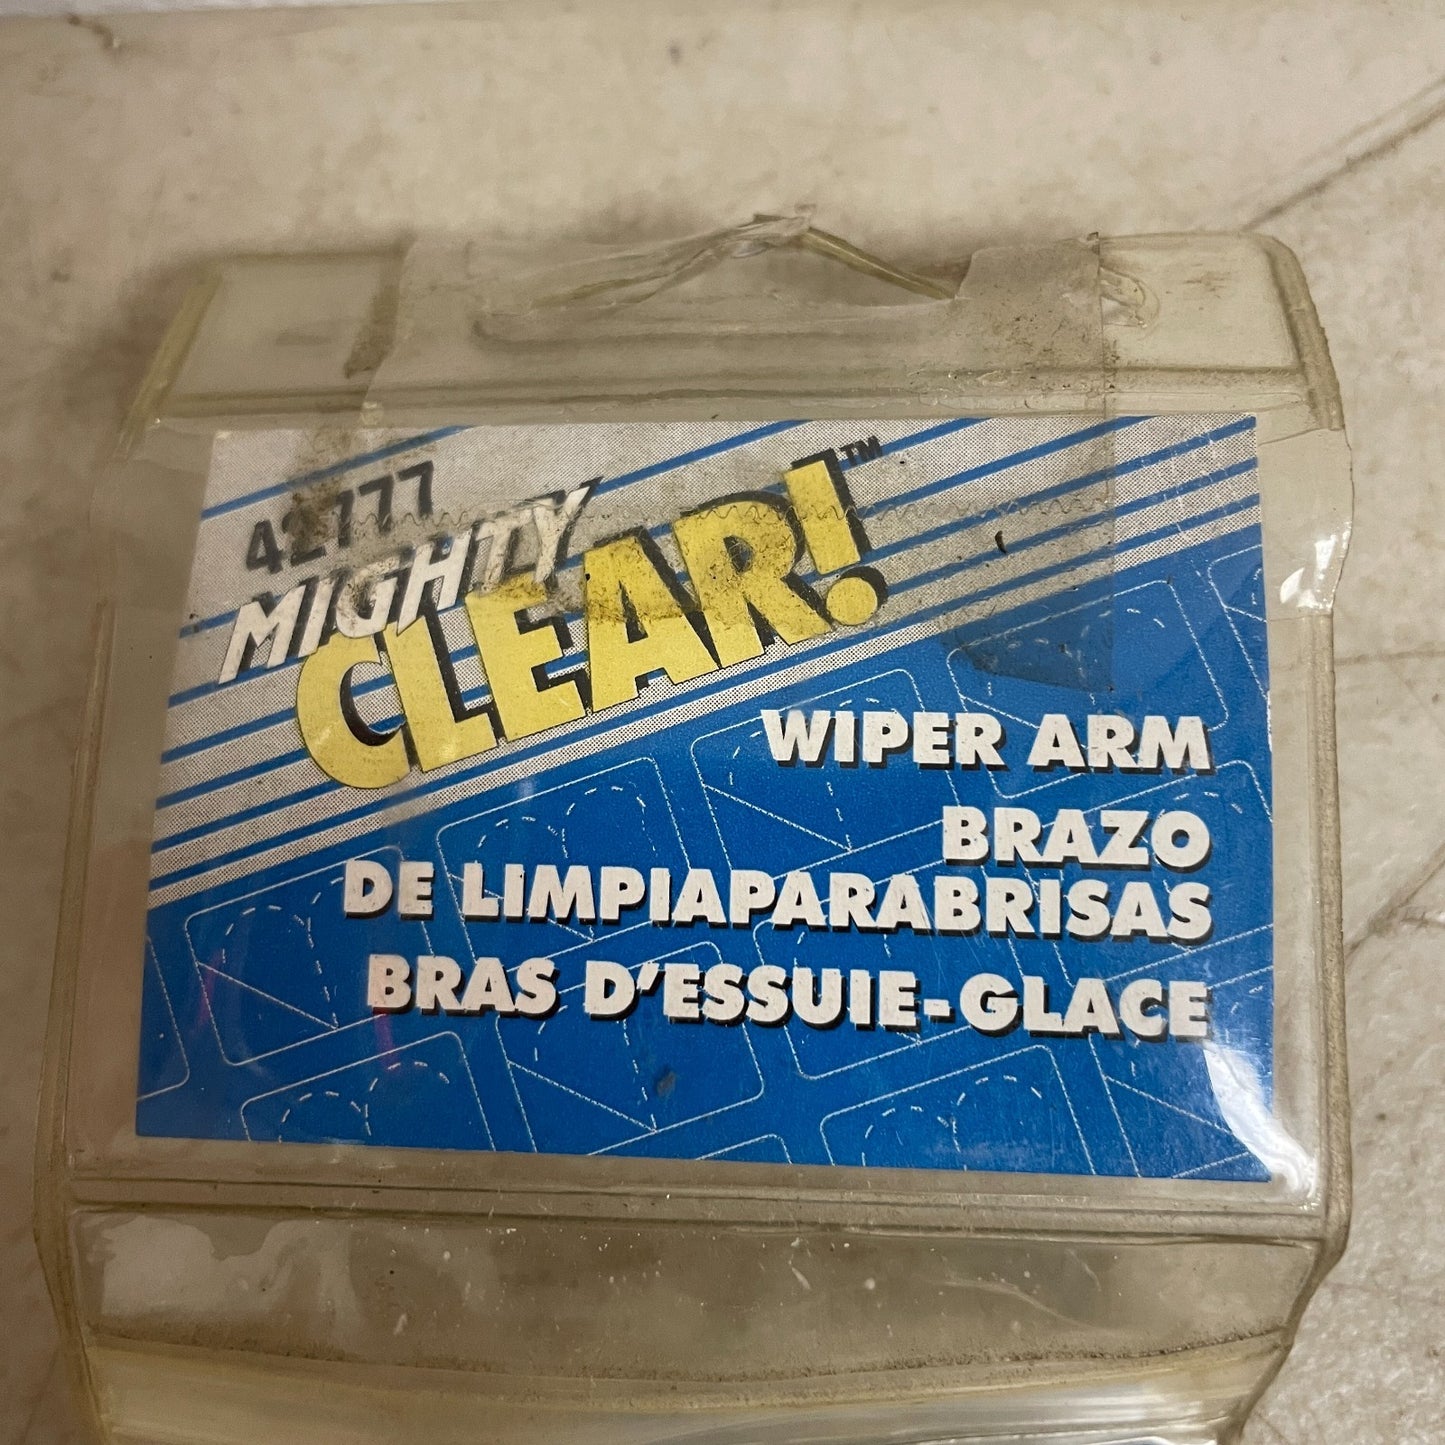 42777
MIGHTY
CLEAR!™
WIPER ARM
BRAZO
DE LIMPIAPARABRISAS
BRAS D'ESSUIE-GLACE